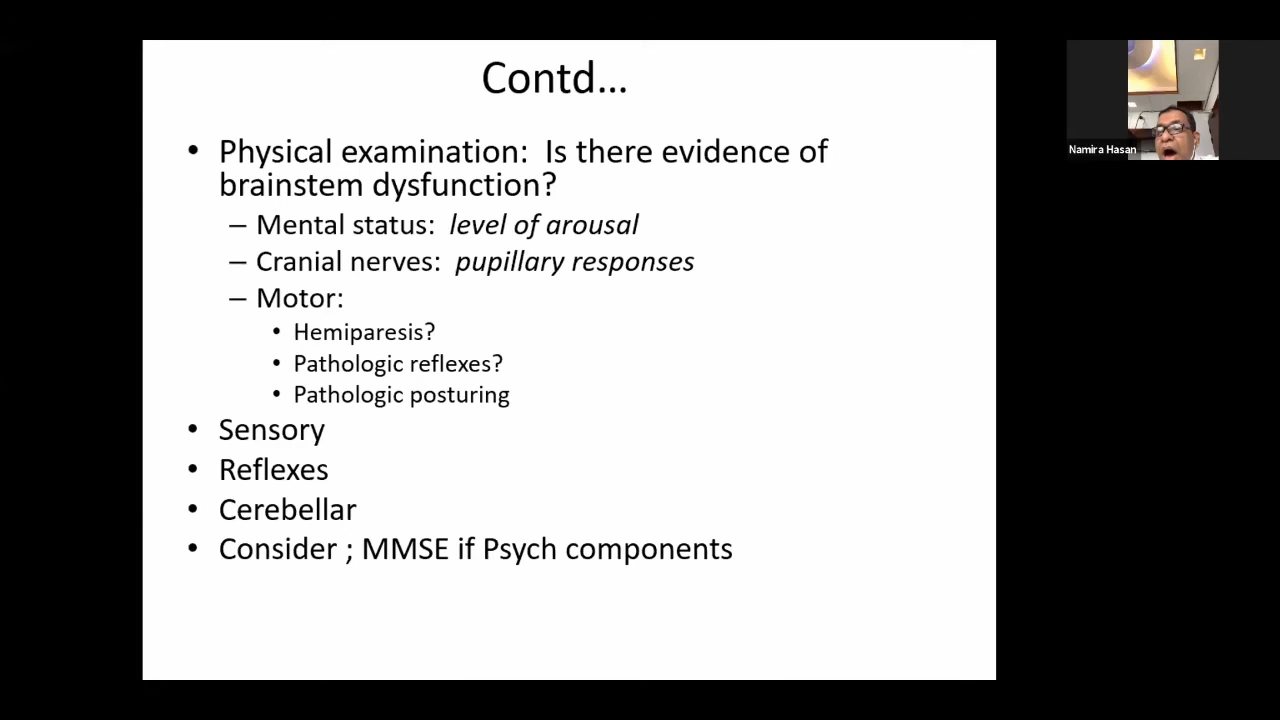 Contd...
• Physical examination:  Is there evidence of
brainstem dysfunction?
– Mental status:  level of arousal
– Cranial nerves:  pupillary responses
– Motor:
• Hemiparesis?
• Pathologic reflexes?
• Pathologic posturing
• Sensory
• Reflexes
• Cerebellar
• Consider ; MMSE if Psych components
Namira Hasan